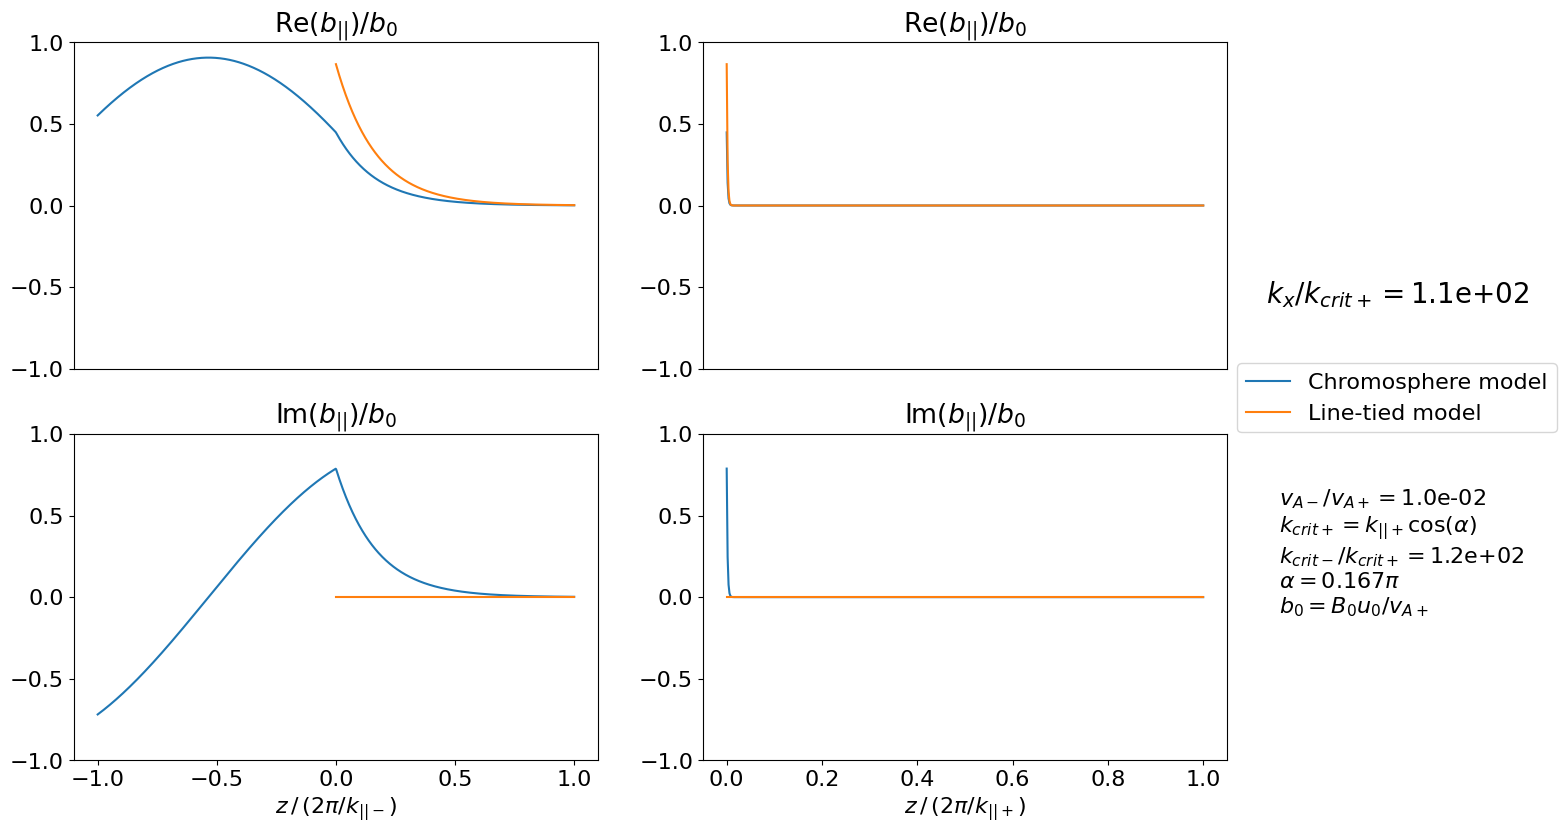 Re(b_{||})/b_0
1.0
0.5
0.0
−0.5
−1.0
Re(b_{||})/b_0
1.0
0.5
0.0
−0.5
−1.0
Im(b_{||})/b_0
1.0
0.5
0.0
−0.5
−1.0
−1.0 −0.5 0.0 0.5 1.0
z / (2π/k_{||−})
Im(b_{||})/b_0
1.0
0.5
0.0
−0.5
−1.0
0.0 0.2 0.4 0.6 0.8 1.0
z / (2π/k_{||+})
k_x/k_{crit+} = 1.1e+02
Chromosphere model
Line-tied model
v_{A−}/v_{A+} = 1.0e-02
k_{crit+} = k_{||+} cos(α)
k_{crit−}/k_{crit+} = 1.2e+02
α = 0.167π
b_0 = B_0u_0/v_{A+}